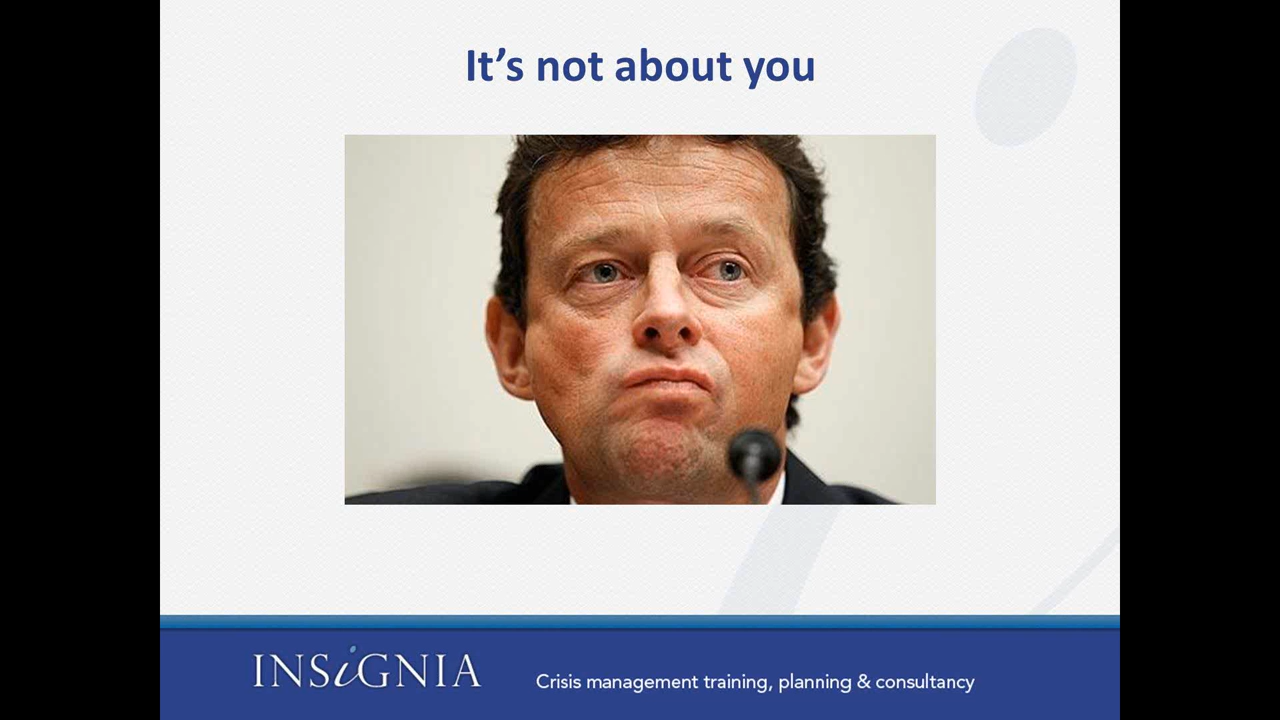 It’s not about you
INSiGNIA
Crisis management training, planning & consultancy